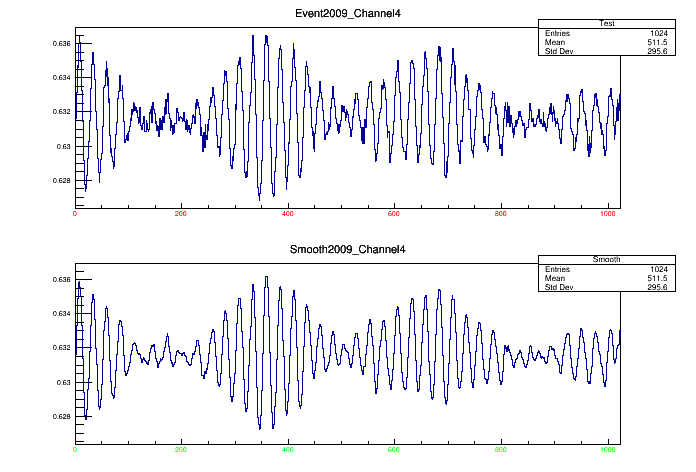 Event2009_Channel4
Test
Entries 1024
Mean 511.5
Std Dev 295.6
0.636
0.634
0.632
0.63
0.628
0 200 400 600 800 1000
Smooth2009_Channel4
Smooth
Entries 1024
Mean 511.5
Std Dev 295.6
0.636
0.634
0.632
0.63
0.628
0 200 400 600 800 1000